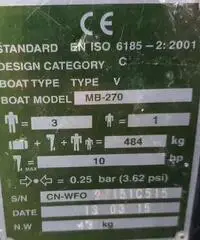 CE
STANDARD EN ISO 6185-2:2001
DESIGN CATEGORY C
BOAT TYPE TYPE V
BOAT MODEL MB-270
= 3 = 1
+ + = 484 kg
MAX = 10 hp
= 0.25 bar (3.62 psi)
S/N CN-WFO
DATE 13 03 15
N.W kg